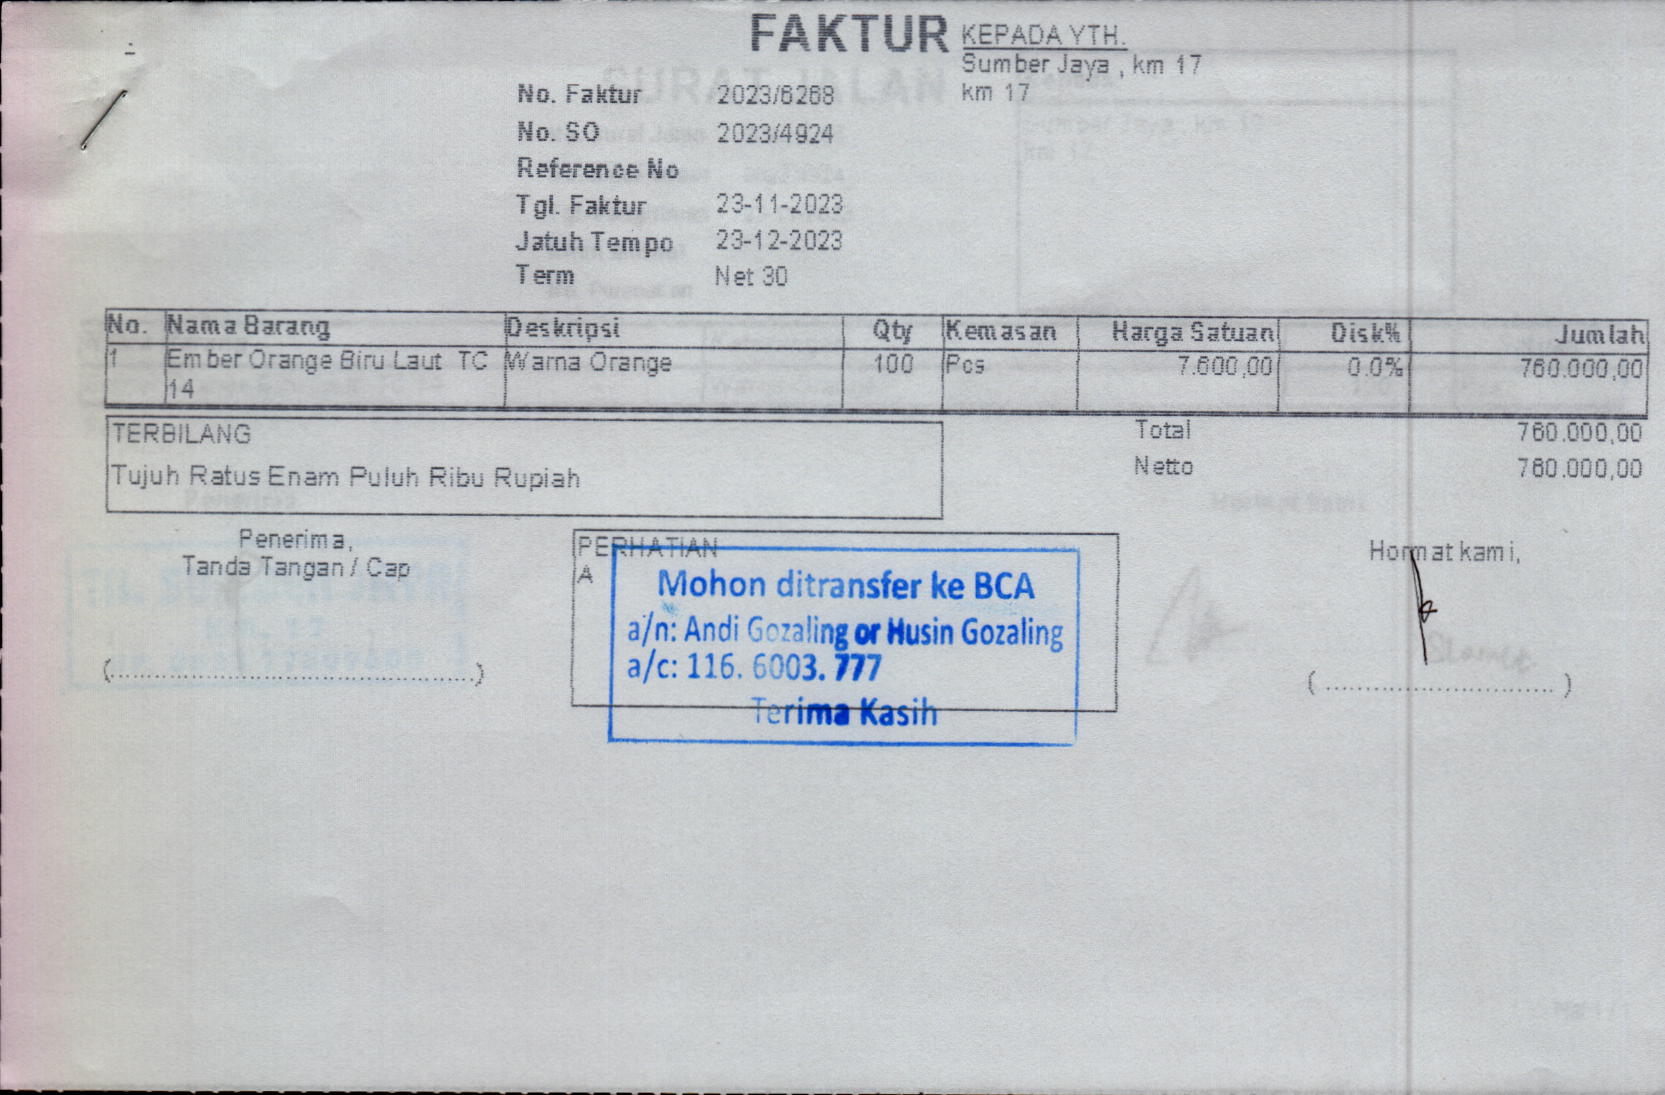 FAKTUR
KEPADA YTH.
Sumber Jaya , km 17
km 17
No. Faktur 2023/6268
No. SO 2023/4924
Reference No
Tgl. Faktur 23-11-2023
Jatuh Tempo 23-12-2023
Term Net 30
No. Nama Barang Deskripsi Qty Kemasan Harga Satuan Disk% Jumlah
1 Ember Orange Biru Laut TC Warna Orange 100 Pcs 7.600,00 0.0% 760.000,00
14
TERBILANG
Tujuh Ratus Enam Puluh Ribu Rupiah
Total 760.000,00
Netto 760.000,00
Penerima,
Tanda Tangan / Cap
(..............................................)
PERHATIAN
A
Mohon ditransfer ke BCA
a/n: Andi Gozaling or Husin Gozaling
a/c: 116. 6003. 777
Terima Kasih
Hormat kami,
( ............................. )
SURAT JALAN